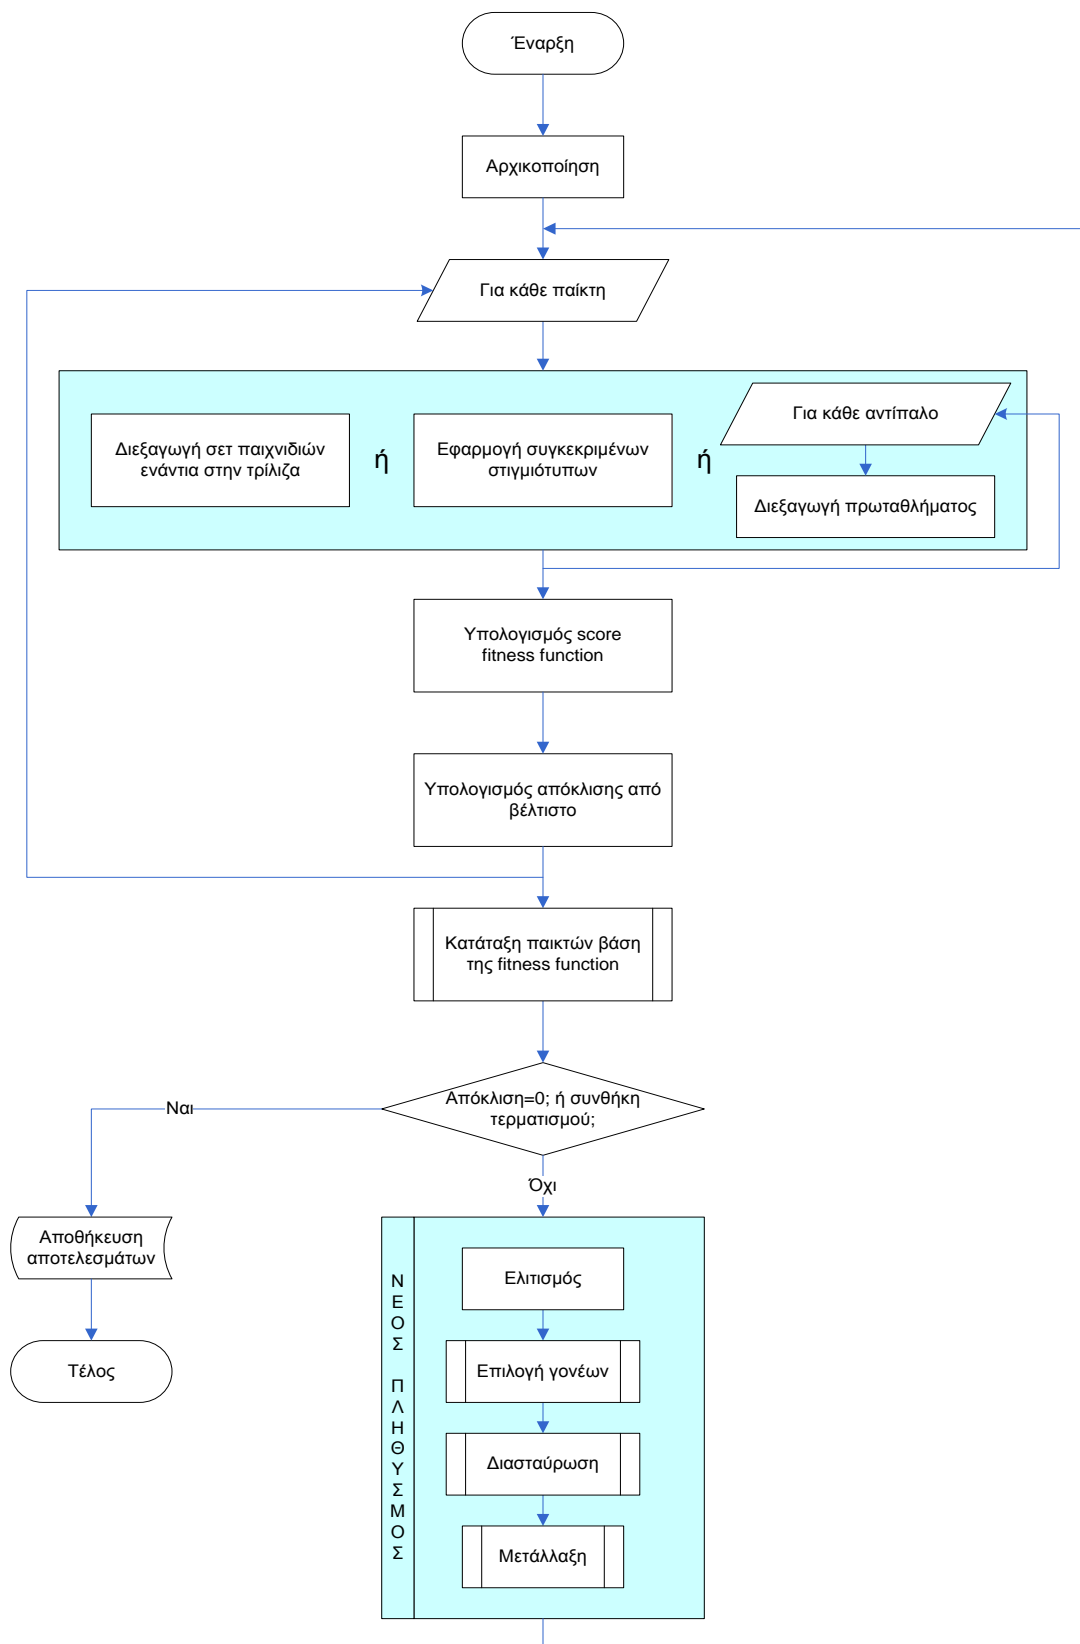 Έναρξη
Αρχικοποίηση
Για κάθε παίκτη
Διεξαγωγή σετ παιχνιδιών
ενάντια στην τρίλιζα
ή
Εφαρμογή συγκεκριμένων
στιγμιότυπων
ή
Για κάθε αντίπαλο
Διεξαγωγή πρωταθλήματος
Υπολογισμός score
fitness function
Υπολογισμός απόκλισης από
βέλτιστο
Κατάταξη παικτών βάση
της fitness function
Απόκλιση=0; ή συνθήκη
τερματισμού;
Ναι
Όχι
Αποθήκευση
αποτελεσμάτων
Τέλος
ΝΕΟΣ ΠΛΗΘΥΣΜΟΣ
Ελιτισμός
Επιλογή γονέων
Διασταύρωση
Μετάλλαξη